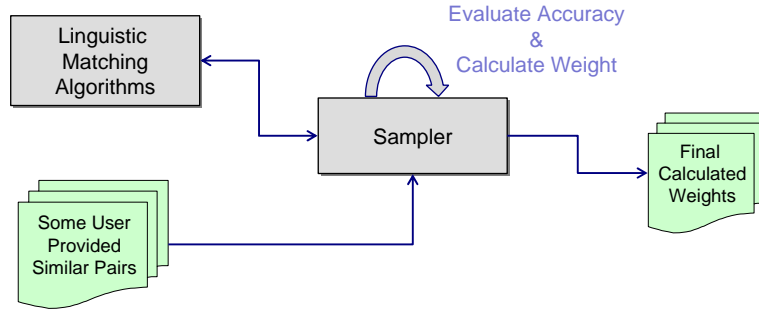 Linguistic
Matching
Algorithms
Evaluate Accuracy
&
Calculate Weight
Sampler
Final
Calculated
Weights
Some User
Provided
Similar Pairs